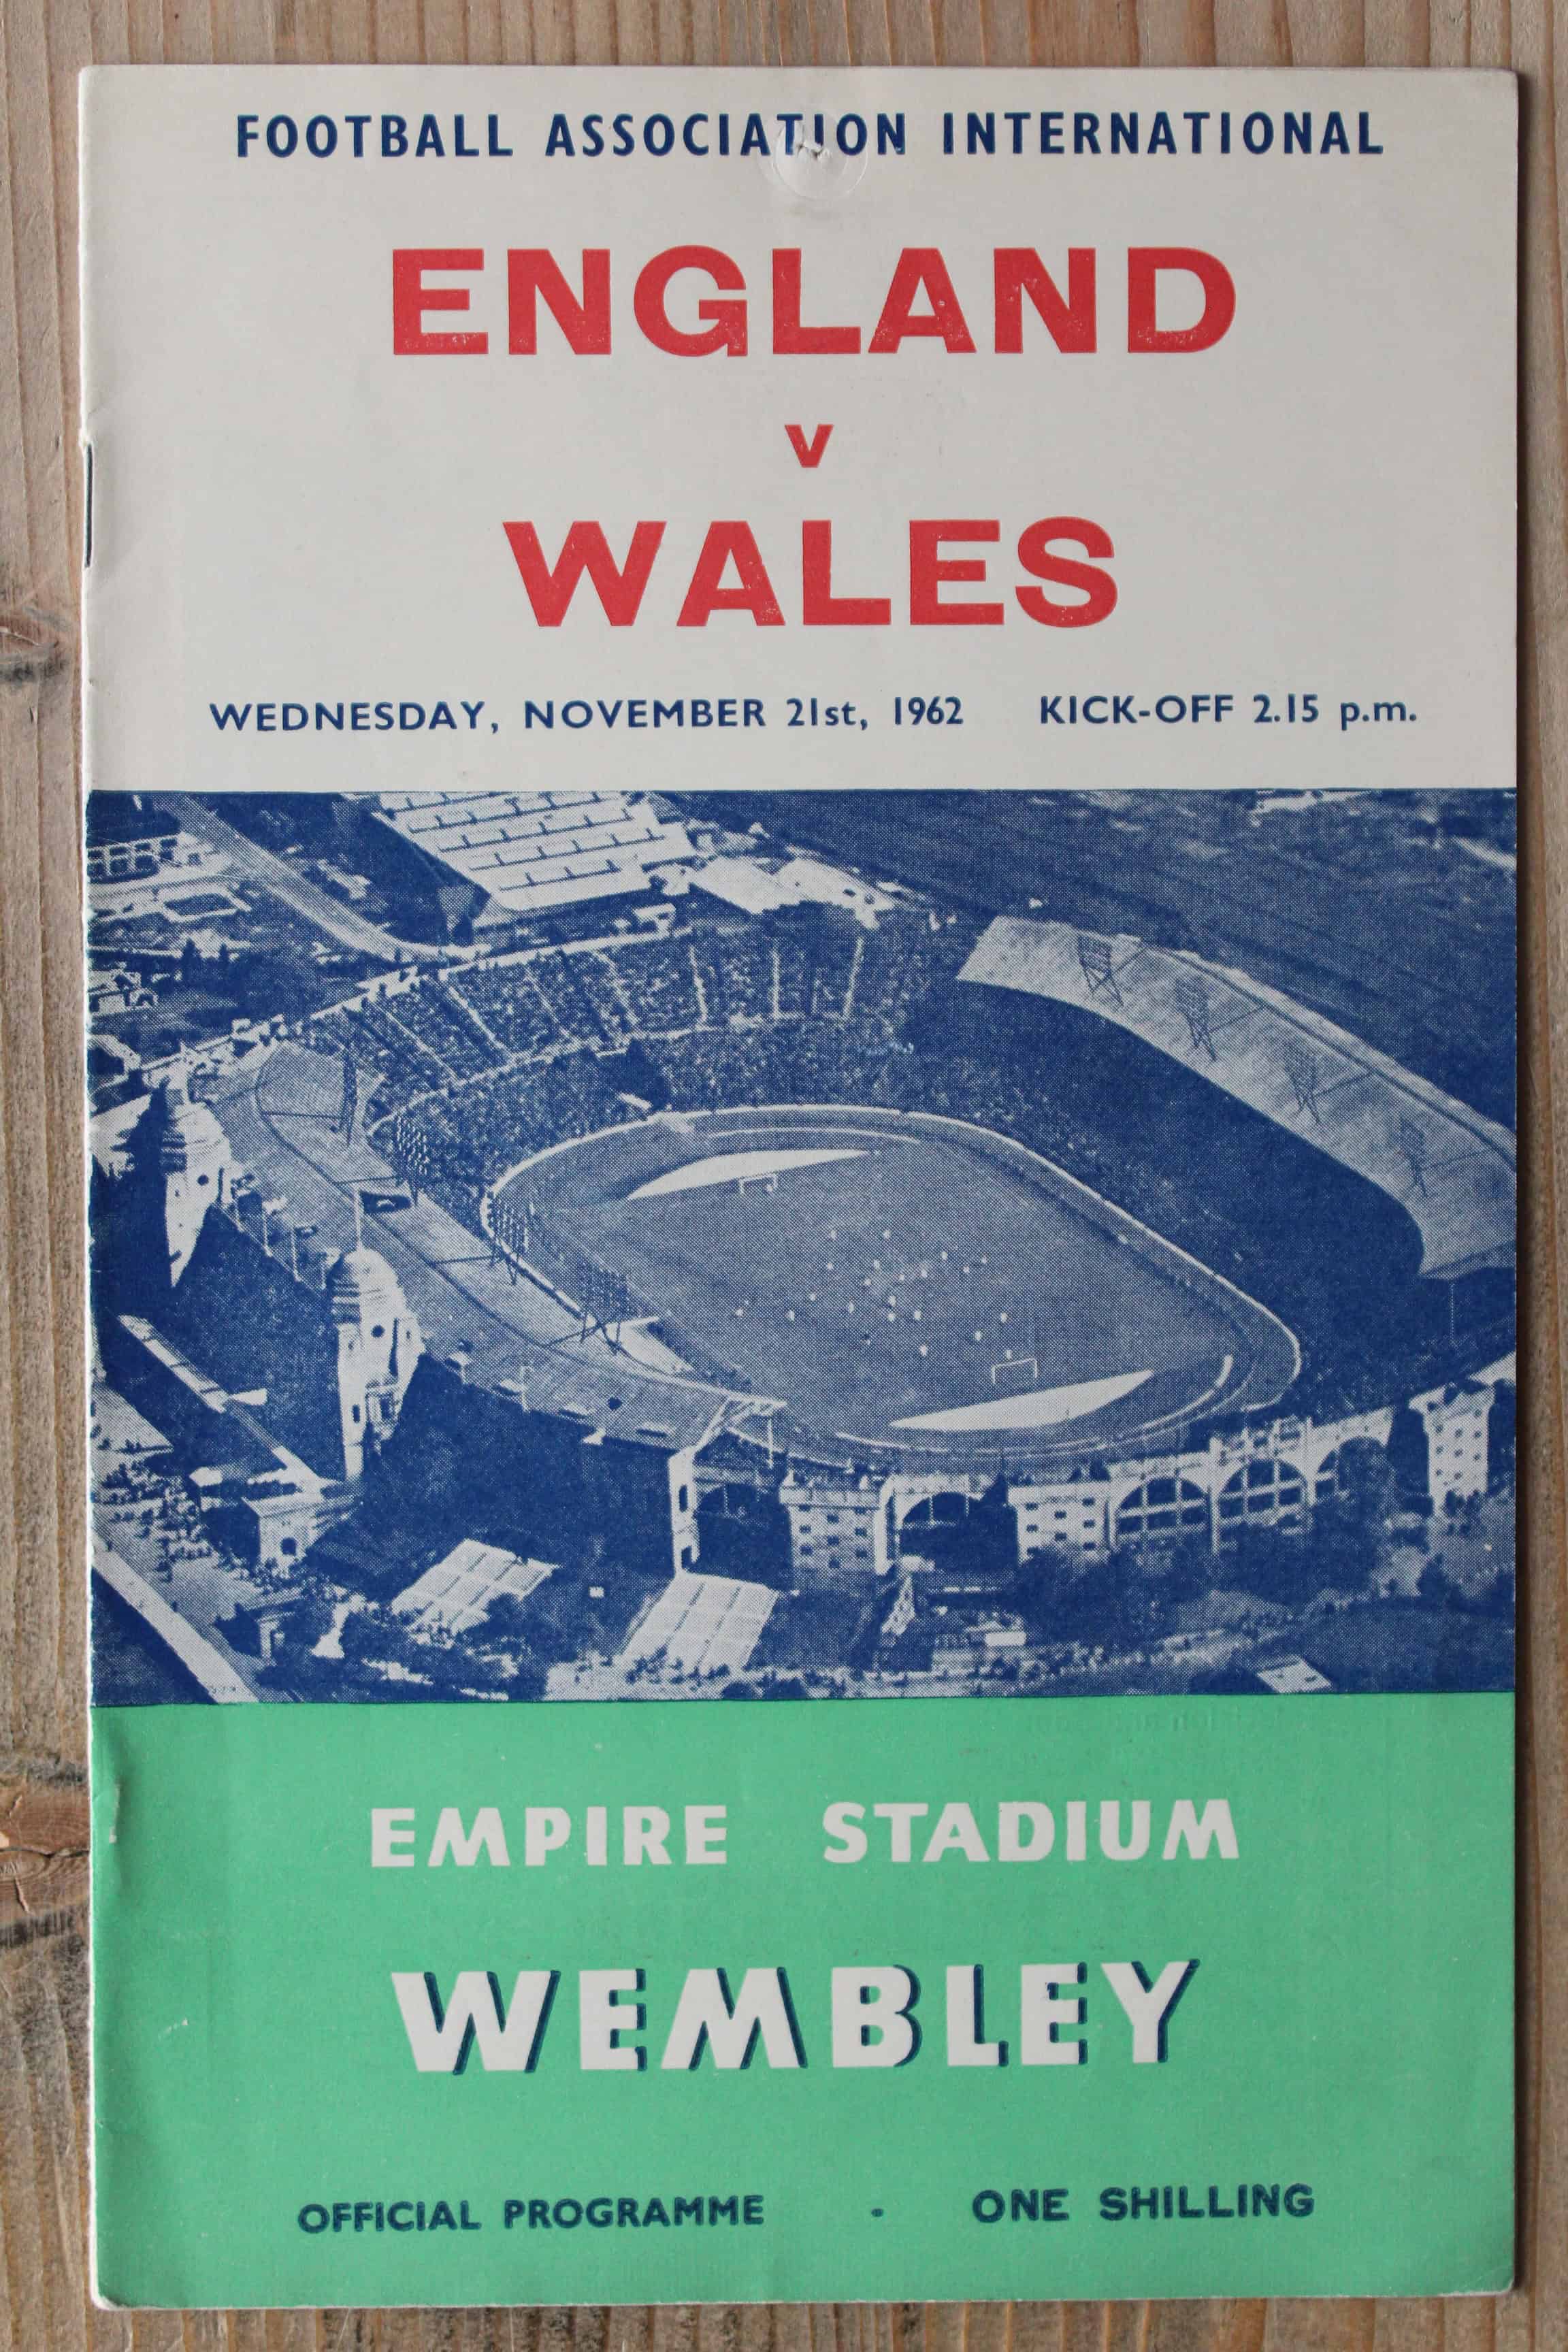 FOOTBALL ASSOCIATION INTERNATIONAL
ENGLAND
v
WALES
WEDNESDAY, NOVEMBER 21st, 1962 KICK-OFF 2.15 p.m.
EMPIRE STADIUM
WEMBLEY
OFFICIAL PROGRAMME - ONE SHILLING